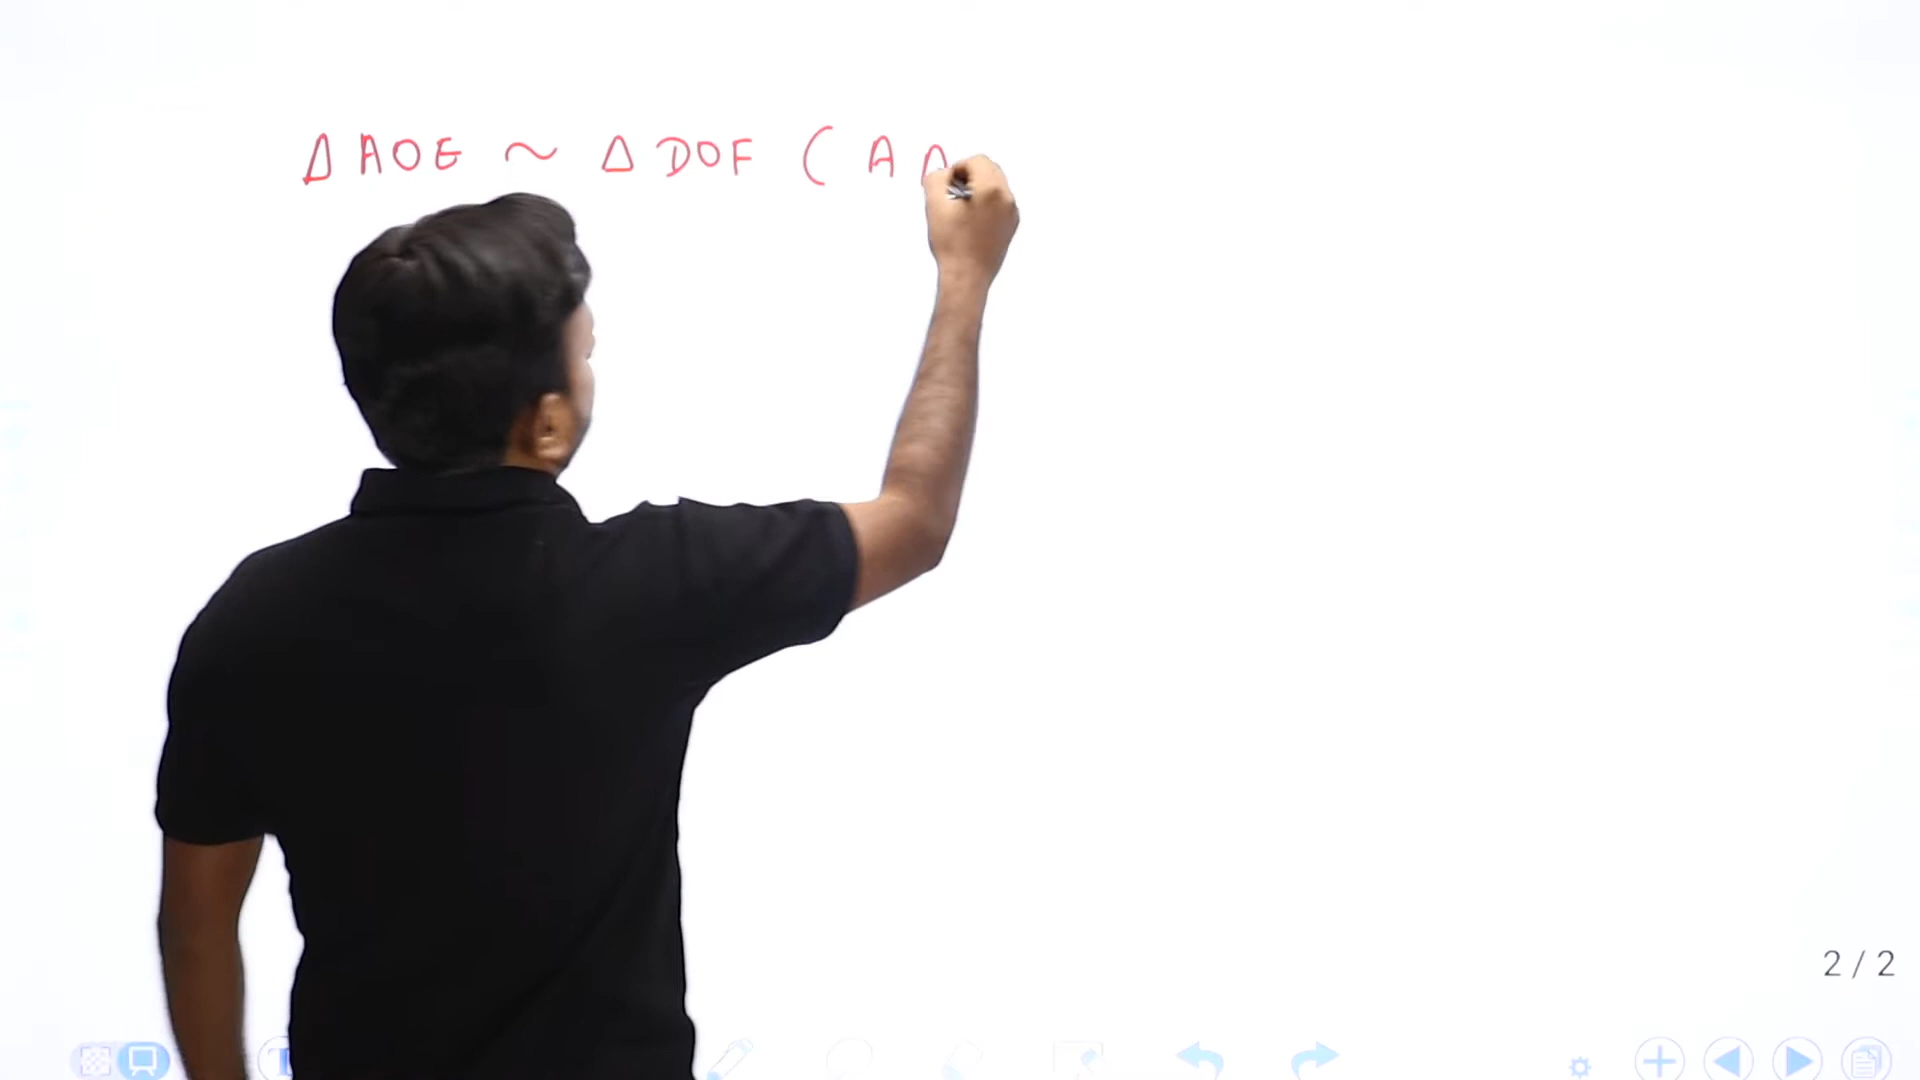 Δ AOE ~ Δ DOF ( A A
2 / 2
T